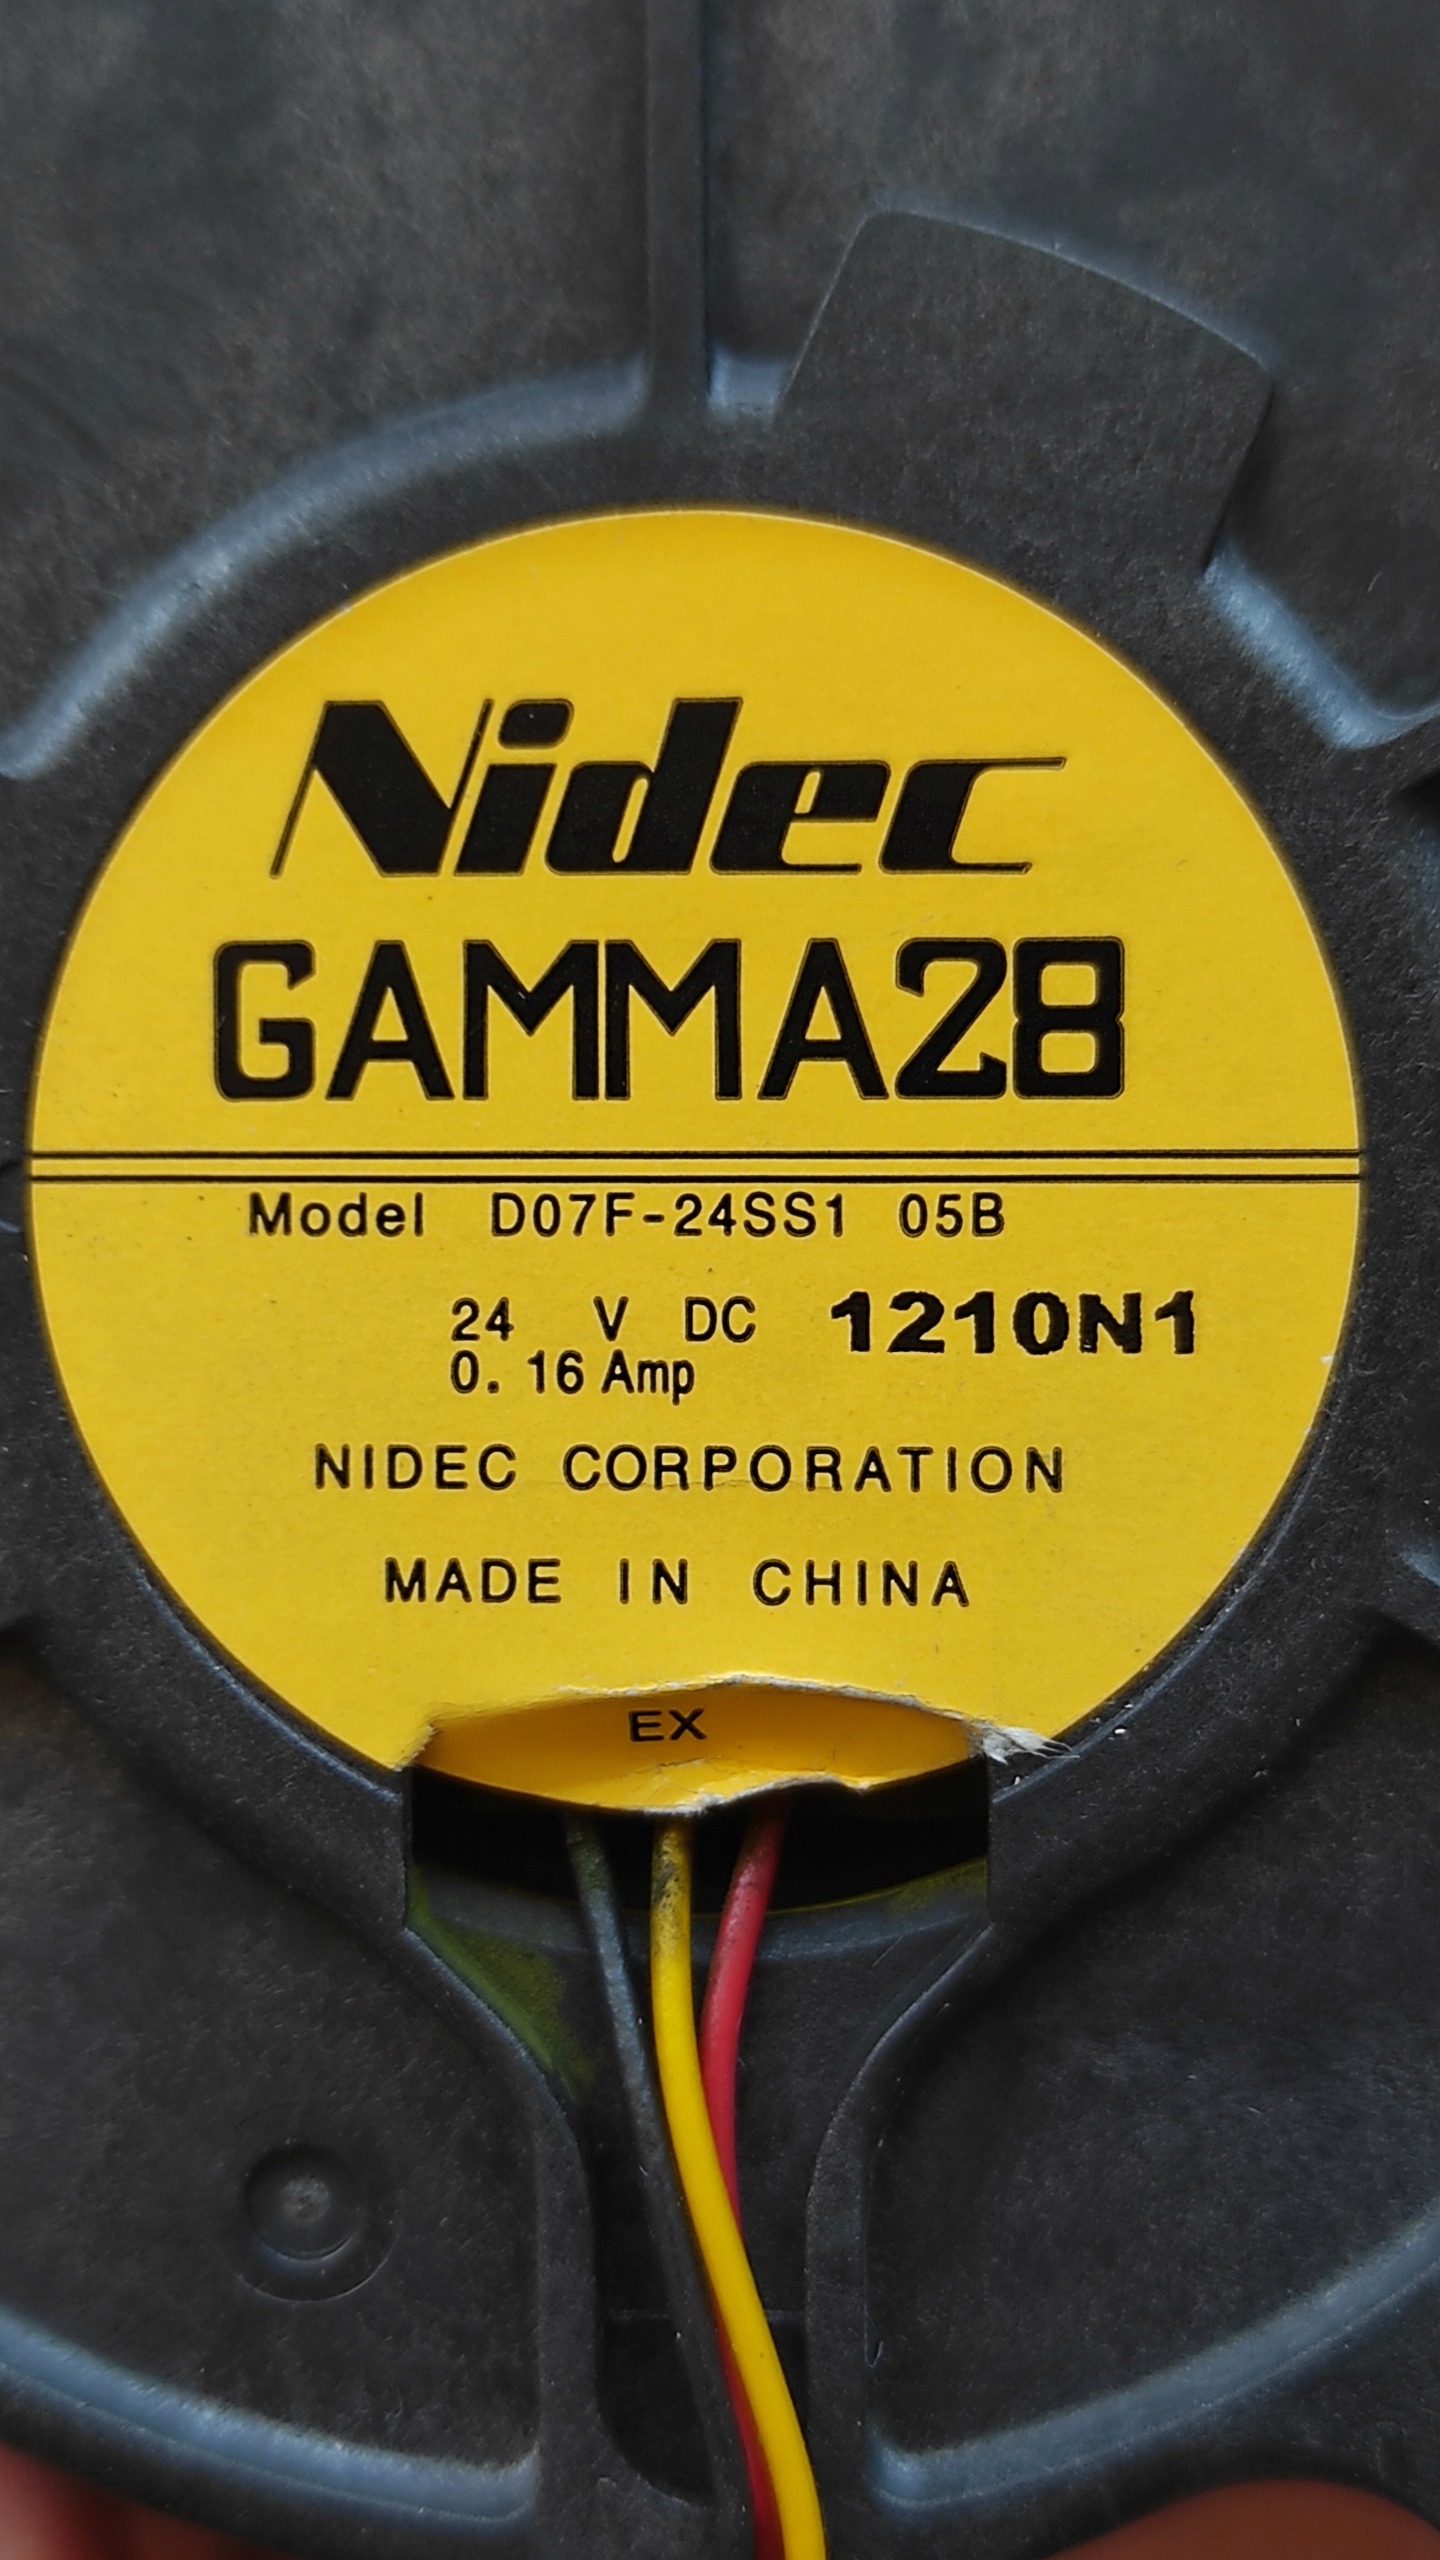 Nidec
GAMMA28
Model D07F-24SS1 05B
24 V DC 1210N1
0.16 Amp
NIDEC CORPORATION
MADE IN CHINA
EX